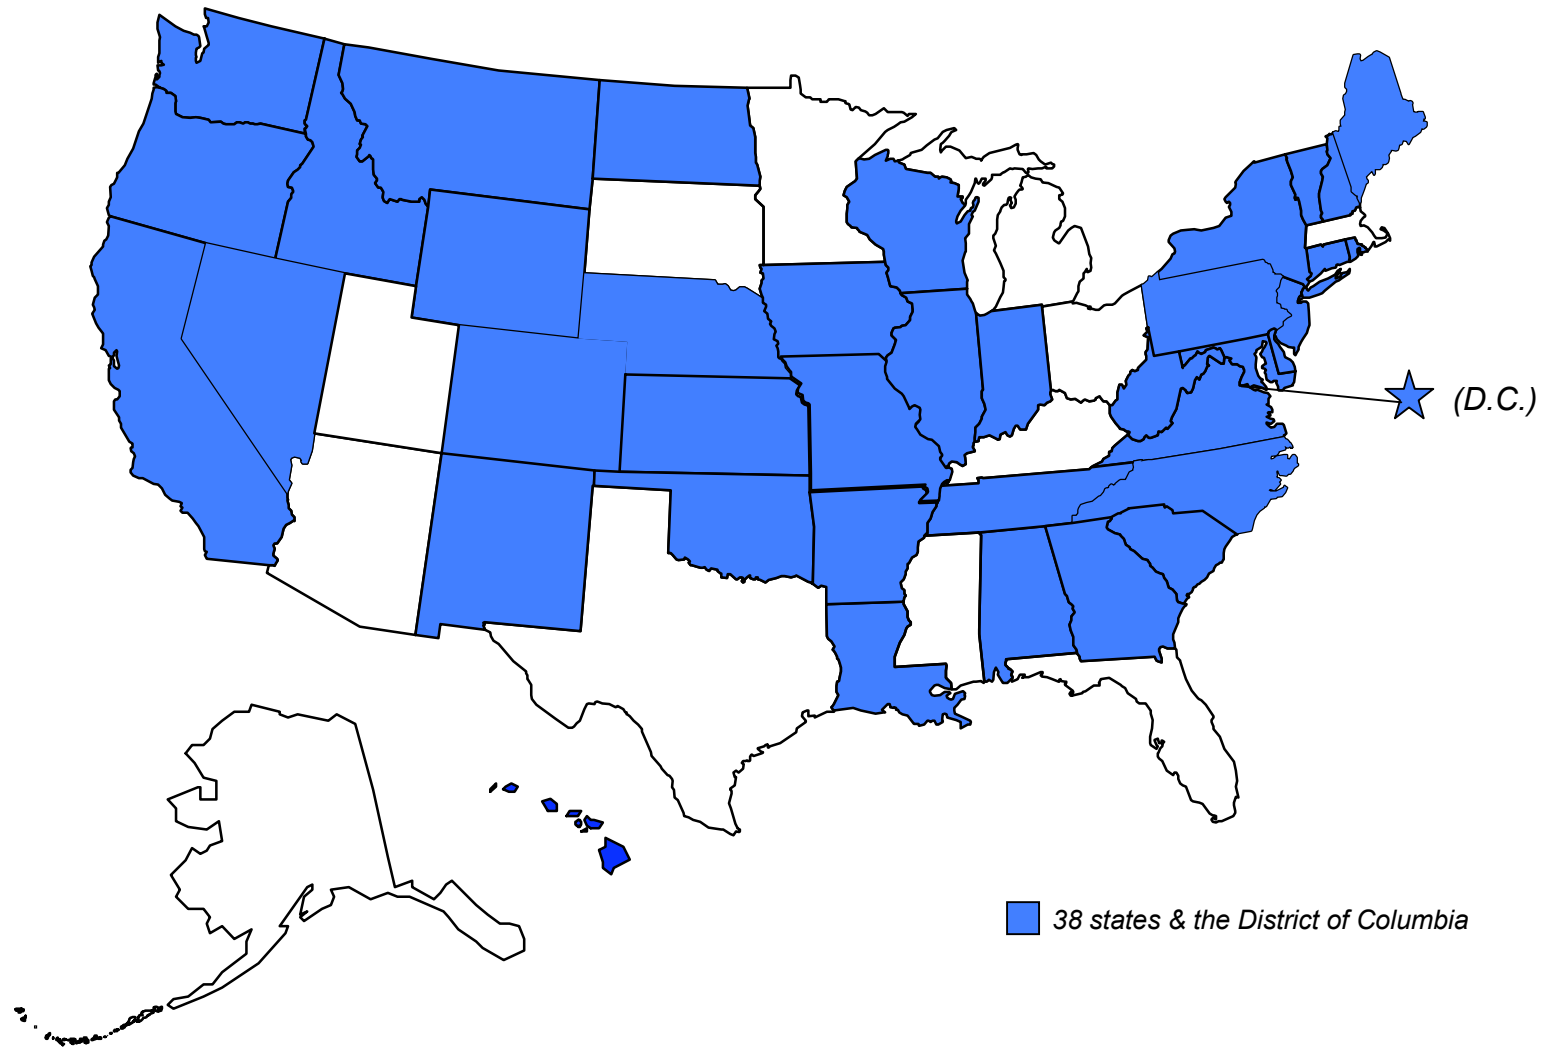 (D.C.)
38 states & the District of Columbia